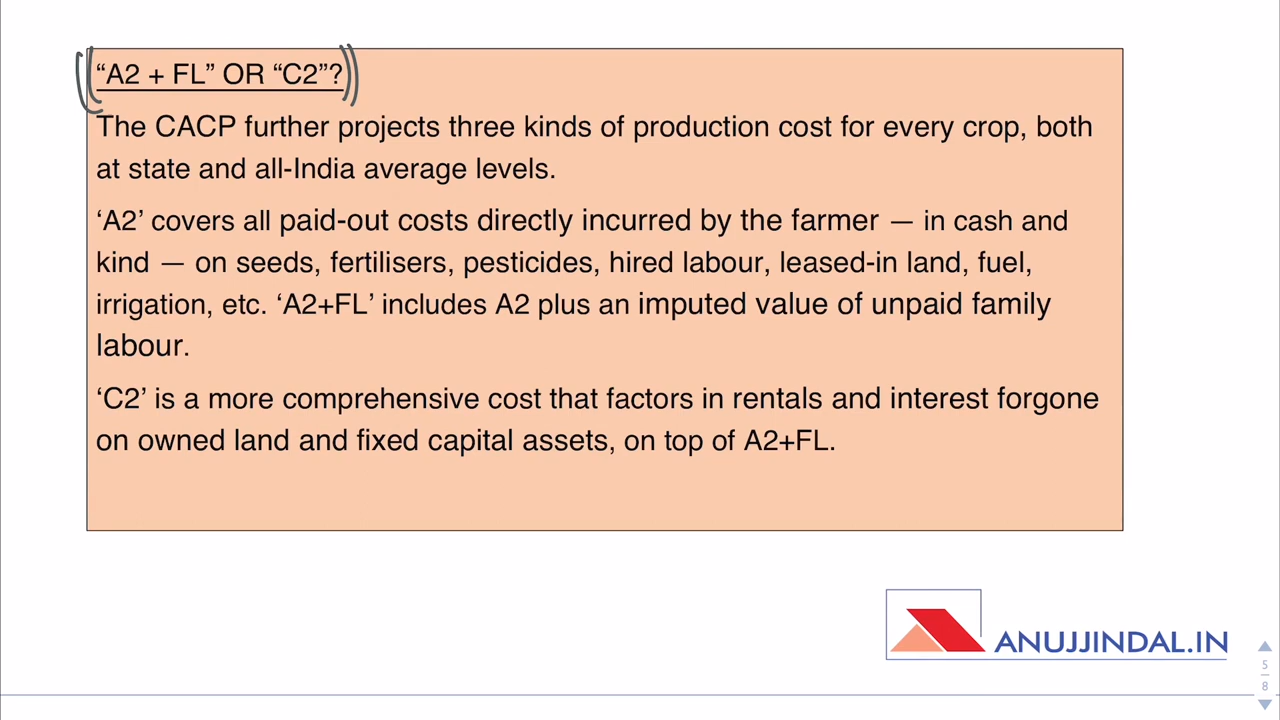 “A2 + FL” OR “C2”?
The CACP further projects three kinds of production cost for every crop, both
at state and all-India average levels.
‘A2’ covers all paid-out costs directly incurred by the farmer — in cash and
kind — on seeds, fertilisers, pesticides, hired labour, leased-in land, fuel,
irrigation, etc. ‘A2+FL’ includes A2 plus an imputed value of unpaid family
labour.
‘C2’ is a more comprehensive cost that factors in rentals and interest forgone
on owned land and fixed capital assets, on top of A2+FL.
ANUJJINDAL.IN
5
8